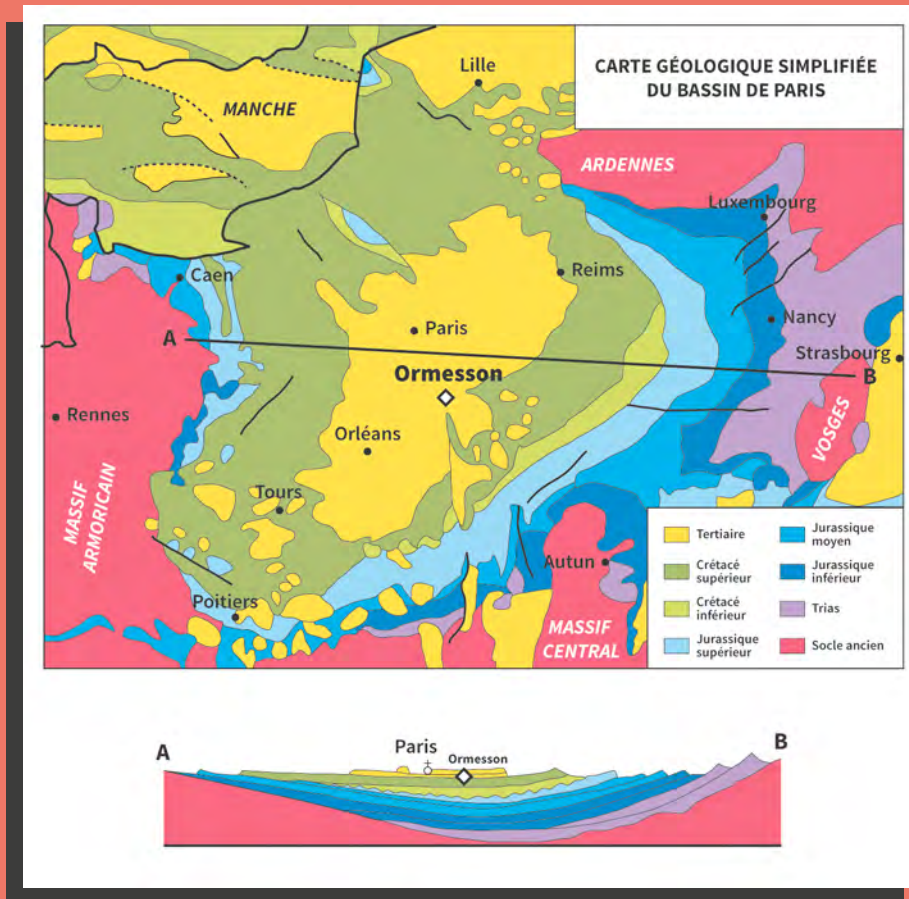 CARTE GÉOLOGIQUE SIMPLIFIÉE
DU BASSIN DE PARIS
Lille
MANCHE
ARDENNES
Luxembourg
Caen
Reims
Paris
Nancy
A
Strasbourg
B
Ormesson
Rennes
Orléans
VOSGES
MASSIF
ARMORICAIN
Tours
Autun
Poitiers
MASSIF
CENTRAL
Tertiaire
Crétacé
supérieur
Crétacé
inférieur
Jurassique
supérieur
Jurassique
moyen
Jurassique
inférieur
Trias
Socle ancien
A
Paris
Ormesson
B